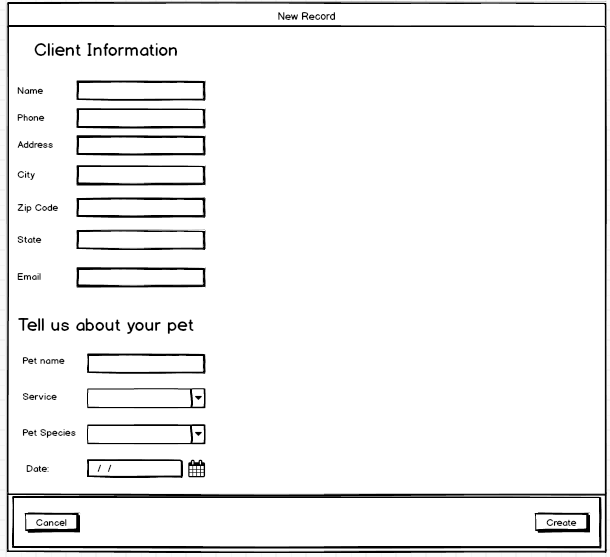 New Record
Client Information
Name
Phone
Address
City
Zip Code
State
Email
Tell us about your pet
Pet name
Service
Pet Species
Date: / /
Cancel Create